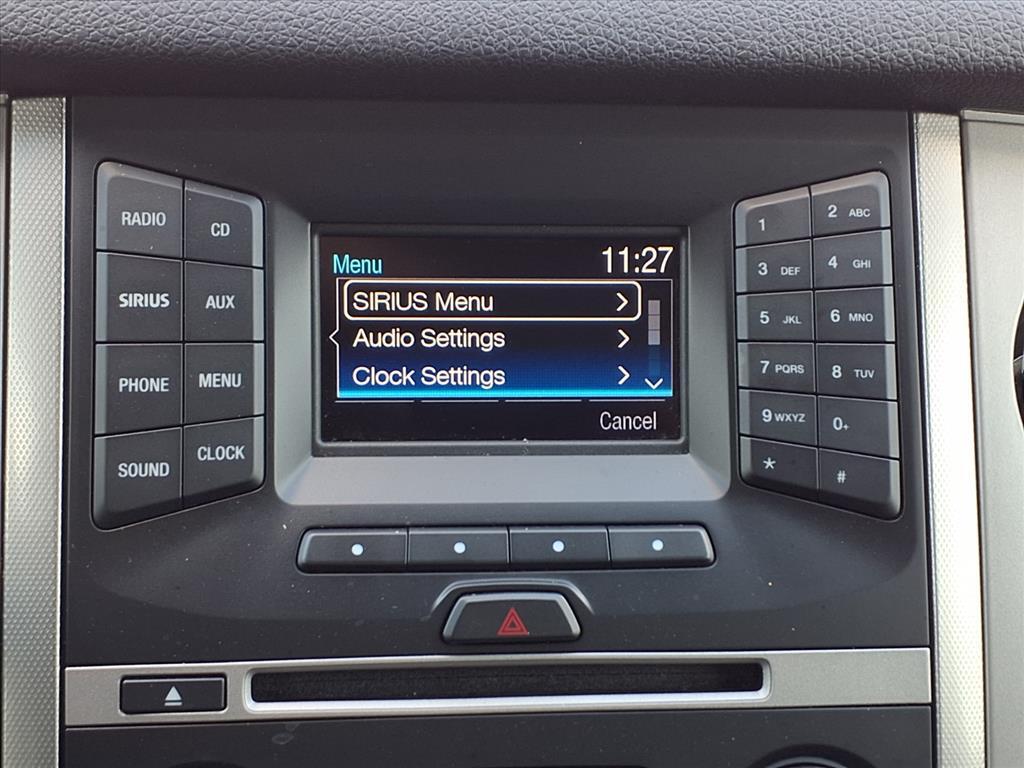 RADIO
CD
SIRIUS
AUX
PHONE
MENU
SOUND
CLOCK
Menu 11:27
SIRIUS Menu
Audio Settings
Clock Settings
Cancel
1
2 ABC
3 DEF
4 GHI
5 JKL
6 MNO
7 PQRS
8 TUV
9 WXYZ
0+
*
#